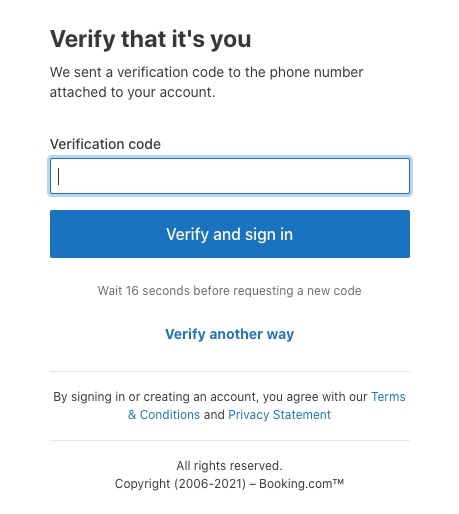 Verify that it's you
We sent a verification code to the phone number
attached to your account.
Verification code
Verify and sign in
Wait 16 seconds before requesting a new code
Verify another way
By signing in or creating an account, you agree with our Terms
& Conditions and Privacy Statement
All rights reserved.
Copyright (2006-2021) – Booking.com™